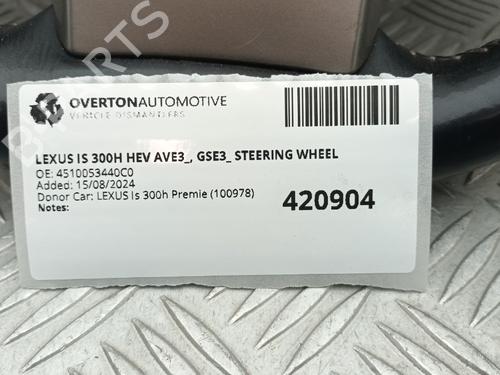 OVERTONAUTOMOTIVE
VEHICLE DISMANTLERS
LEXUS IS 300H HEV AVE3_, GSE3_ STEERING WHEEL
OE: 4510053440C0
Added: 15/08/2024
Donor Car: LEXUS Is 300h Premie (100978)
Notes:
420904